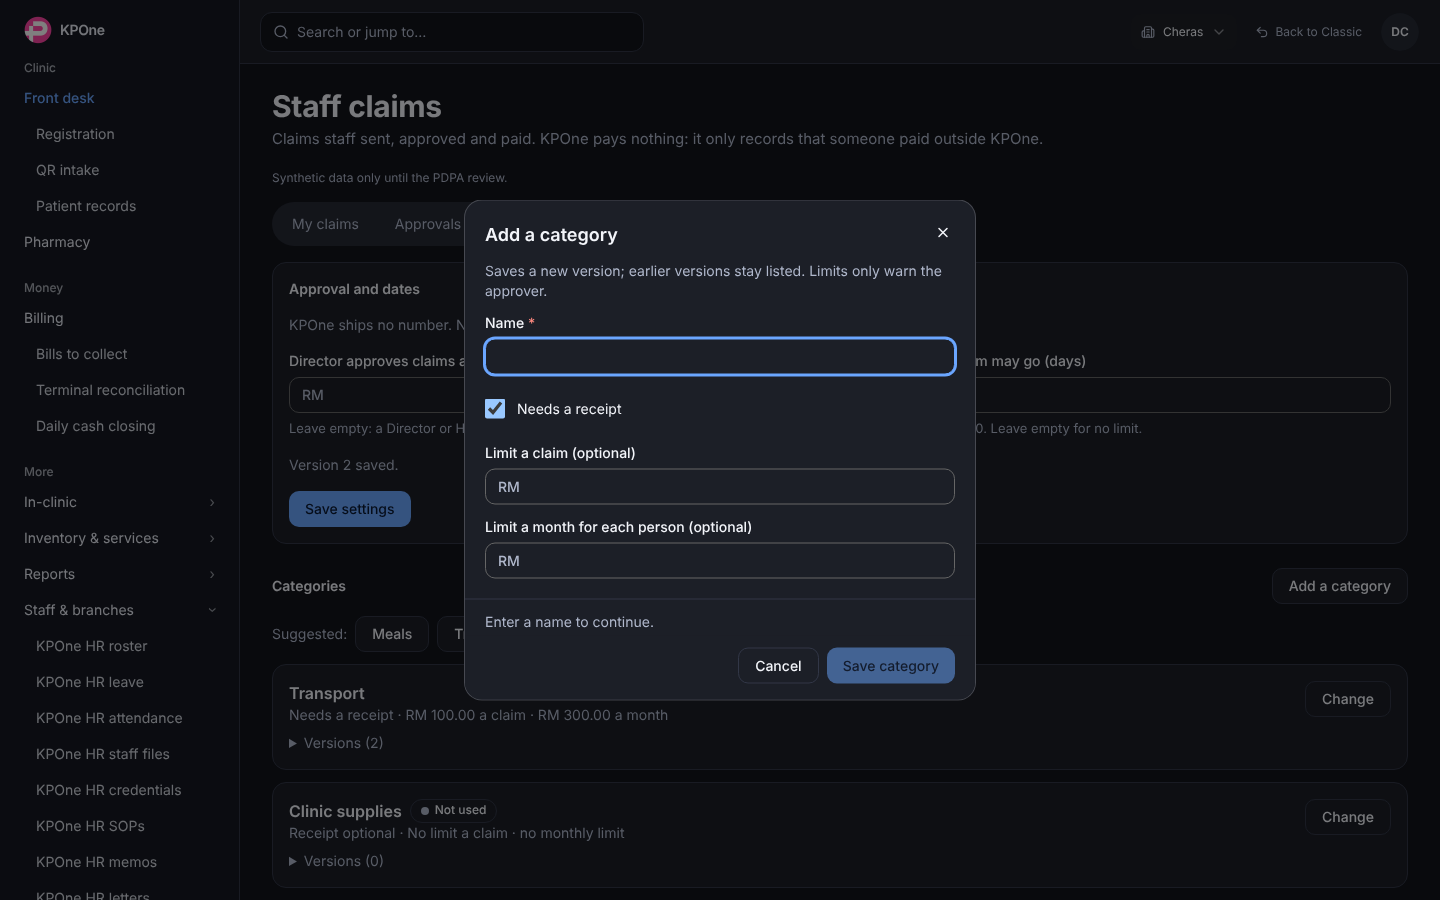 KPOne
Search or jump to...
Cheras
Back to Classic
DC
Clinic
Front desk
Registration
QR intake
Patient records
Pharmacy
Money
Billing
Bills to collect
Terminal reconciliation
Daily cash closing
More
In-clinic
Inventory & services
Reports
Staff & branches
KPOne HR roster
KPOne HR leave
KPOne HR attendance
KPOne HR staff files
KPOne HR credentials
KPOne HR SOPs
KPOne HR memos
KPOne HR letters
Staff claims
Claims staff sent, approved and paid. KPOne pays nothing: it only records that someone paid outside KPOne.
Synthetic data only until the PDPA review.
My claims
Approvals
Approval and dates
KPOne ships no number.
Director approves claims
m may go (days)
RM
Leave empty: a Director or
0. Leave empty for no limit.
Version 2 saved.
Save settings
Categories
Add a category
Suggested:
Meals
Transport
Needs a receipt · RM 100.00 a claim · RM 300.00 a month
Versions (2)
Change
Clinic supplies
Not used
Receipt optional · No limit a claim · no monthly limit
Versions (0)
Change
Add a category
Saves a new version; earlier versions stay listed. Limits only warn the
approver.
Name *
Needs a receipt
Limit a claim (optional)
RM
Limit a month for each person (optional)
RM
Enter a name to continue.
Cancel
Save category